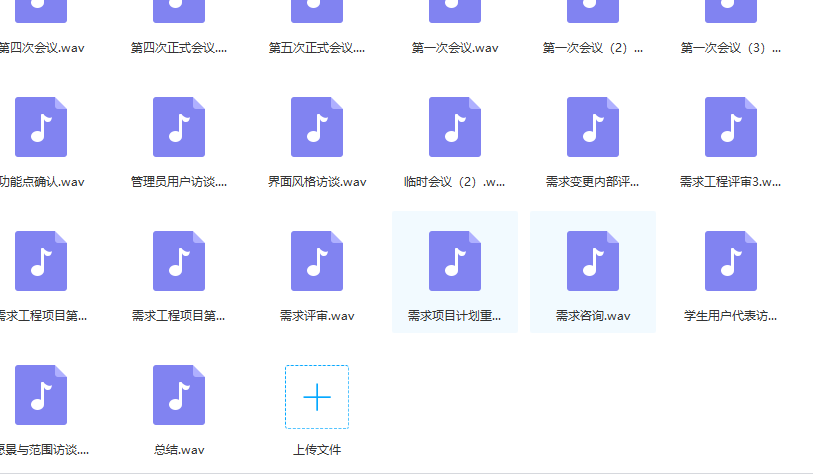 第四次会议.wav
第四次正式会议....
第五次正式会议....
第一次会议.wav
第一次会议（2）...
第一次会议（3）...
功能点确认.wav
管理员用户访谈....
界面风格访谈.wav
临时会议（2）.w...
需求变更内部评...
需求工程评审3.w...
需求工程项目第...
需求工程项目第...
需求评审.wav
需求项目计划重...
需求咨询.wav
学生用户代表访...
愿景与范围访谈....
总结.wav
上传文件